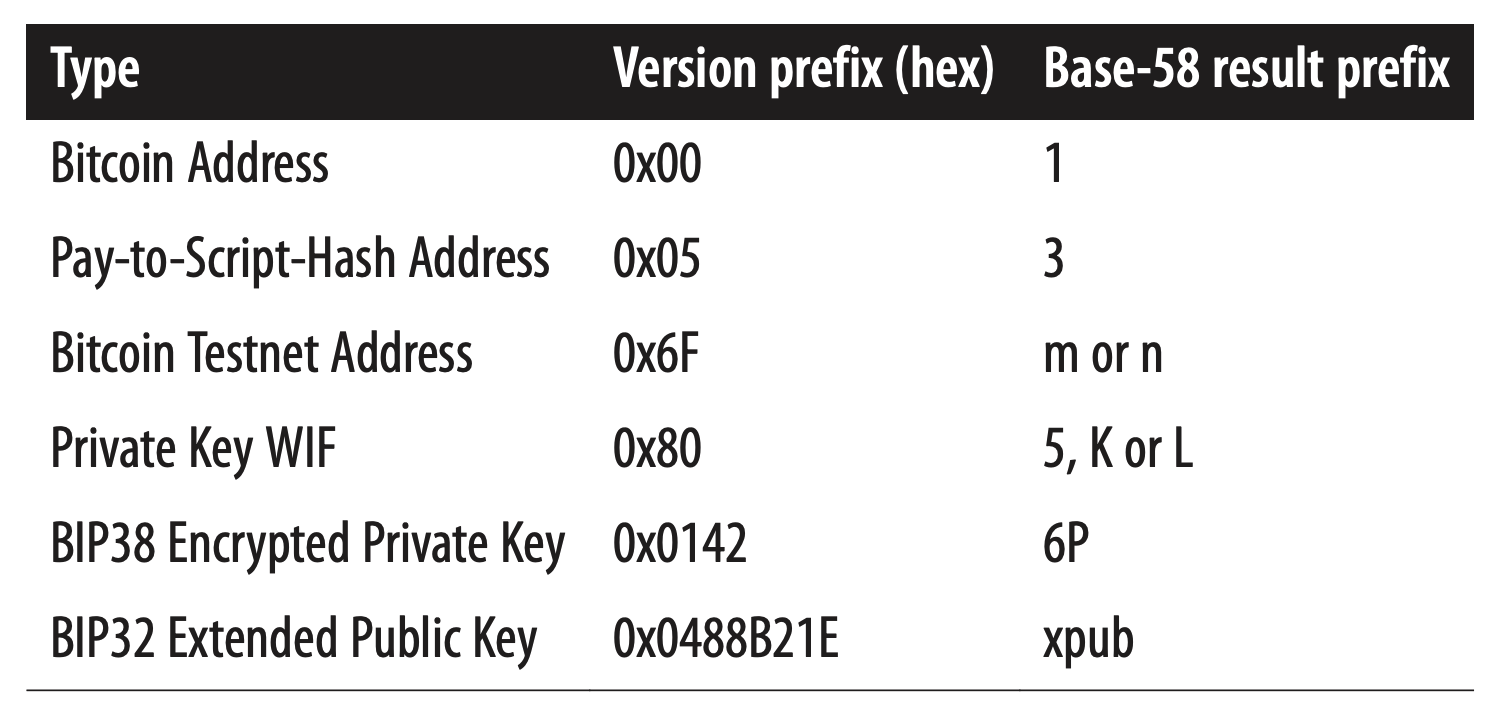 Type Version prefix (hex) Base-58 result prefix
Bitcoin Address 0x00 1
Pay-to-Script-Hash Address 0x05 3
Bitcoin Testnet Address 0x6F m or n
Private Key WIF 0x80 5, K or L
BIP38 Encrypted Private Key 0x0142 6P
BIP32 Extended Public Key 0x0488B21E xpub